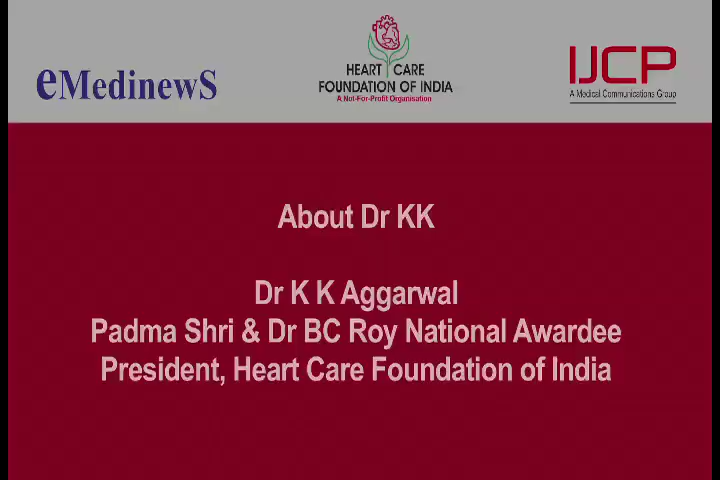 eMedinewS
HEART CARE
FOUNDATION OF INDIA
A Not-For-Profit Organisation
IJCP
A Medical Communications Group
About Dr KK
Dr K K Aggarwal
Padma Shri & Dr BC Roy National Awardee
President, Heart Care Foundation of India